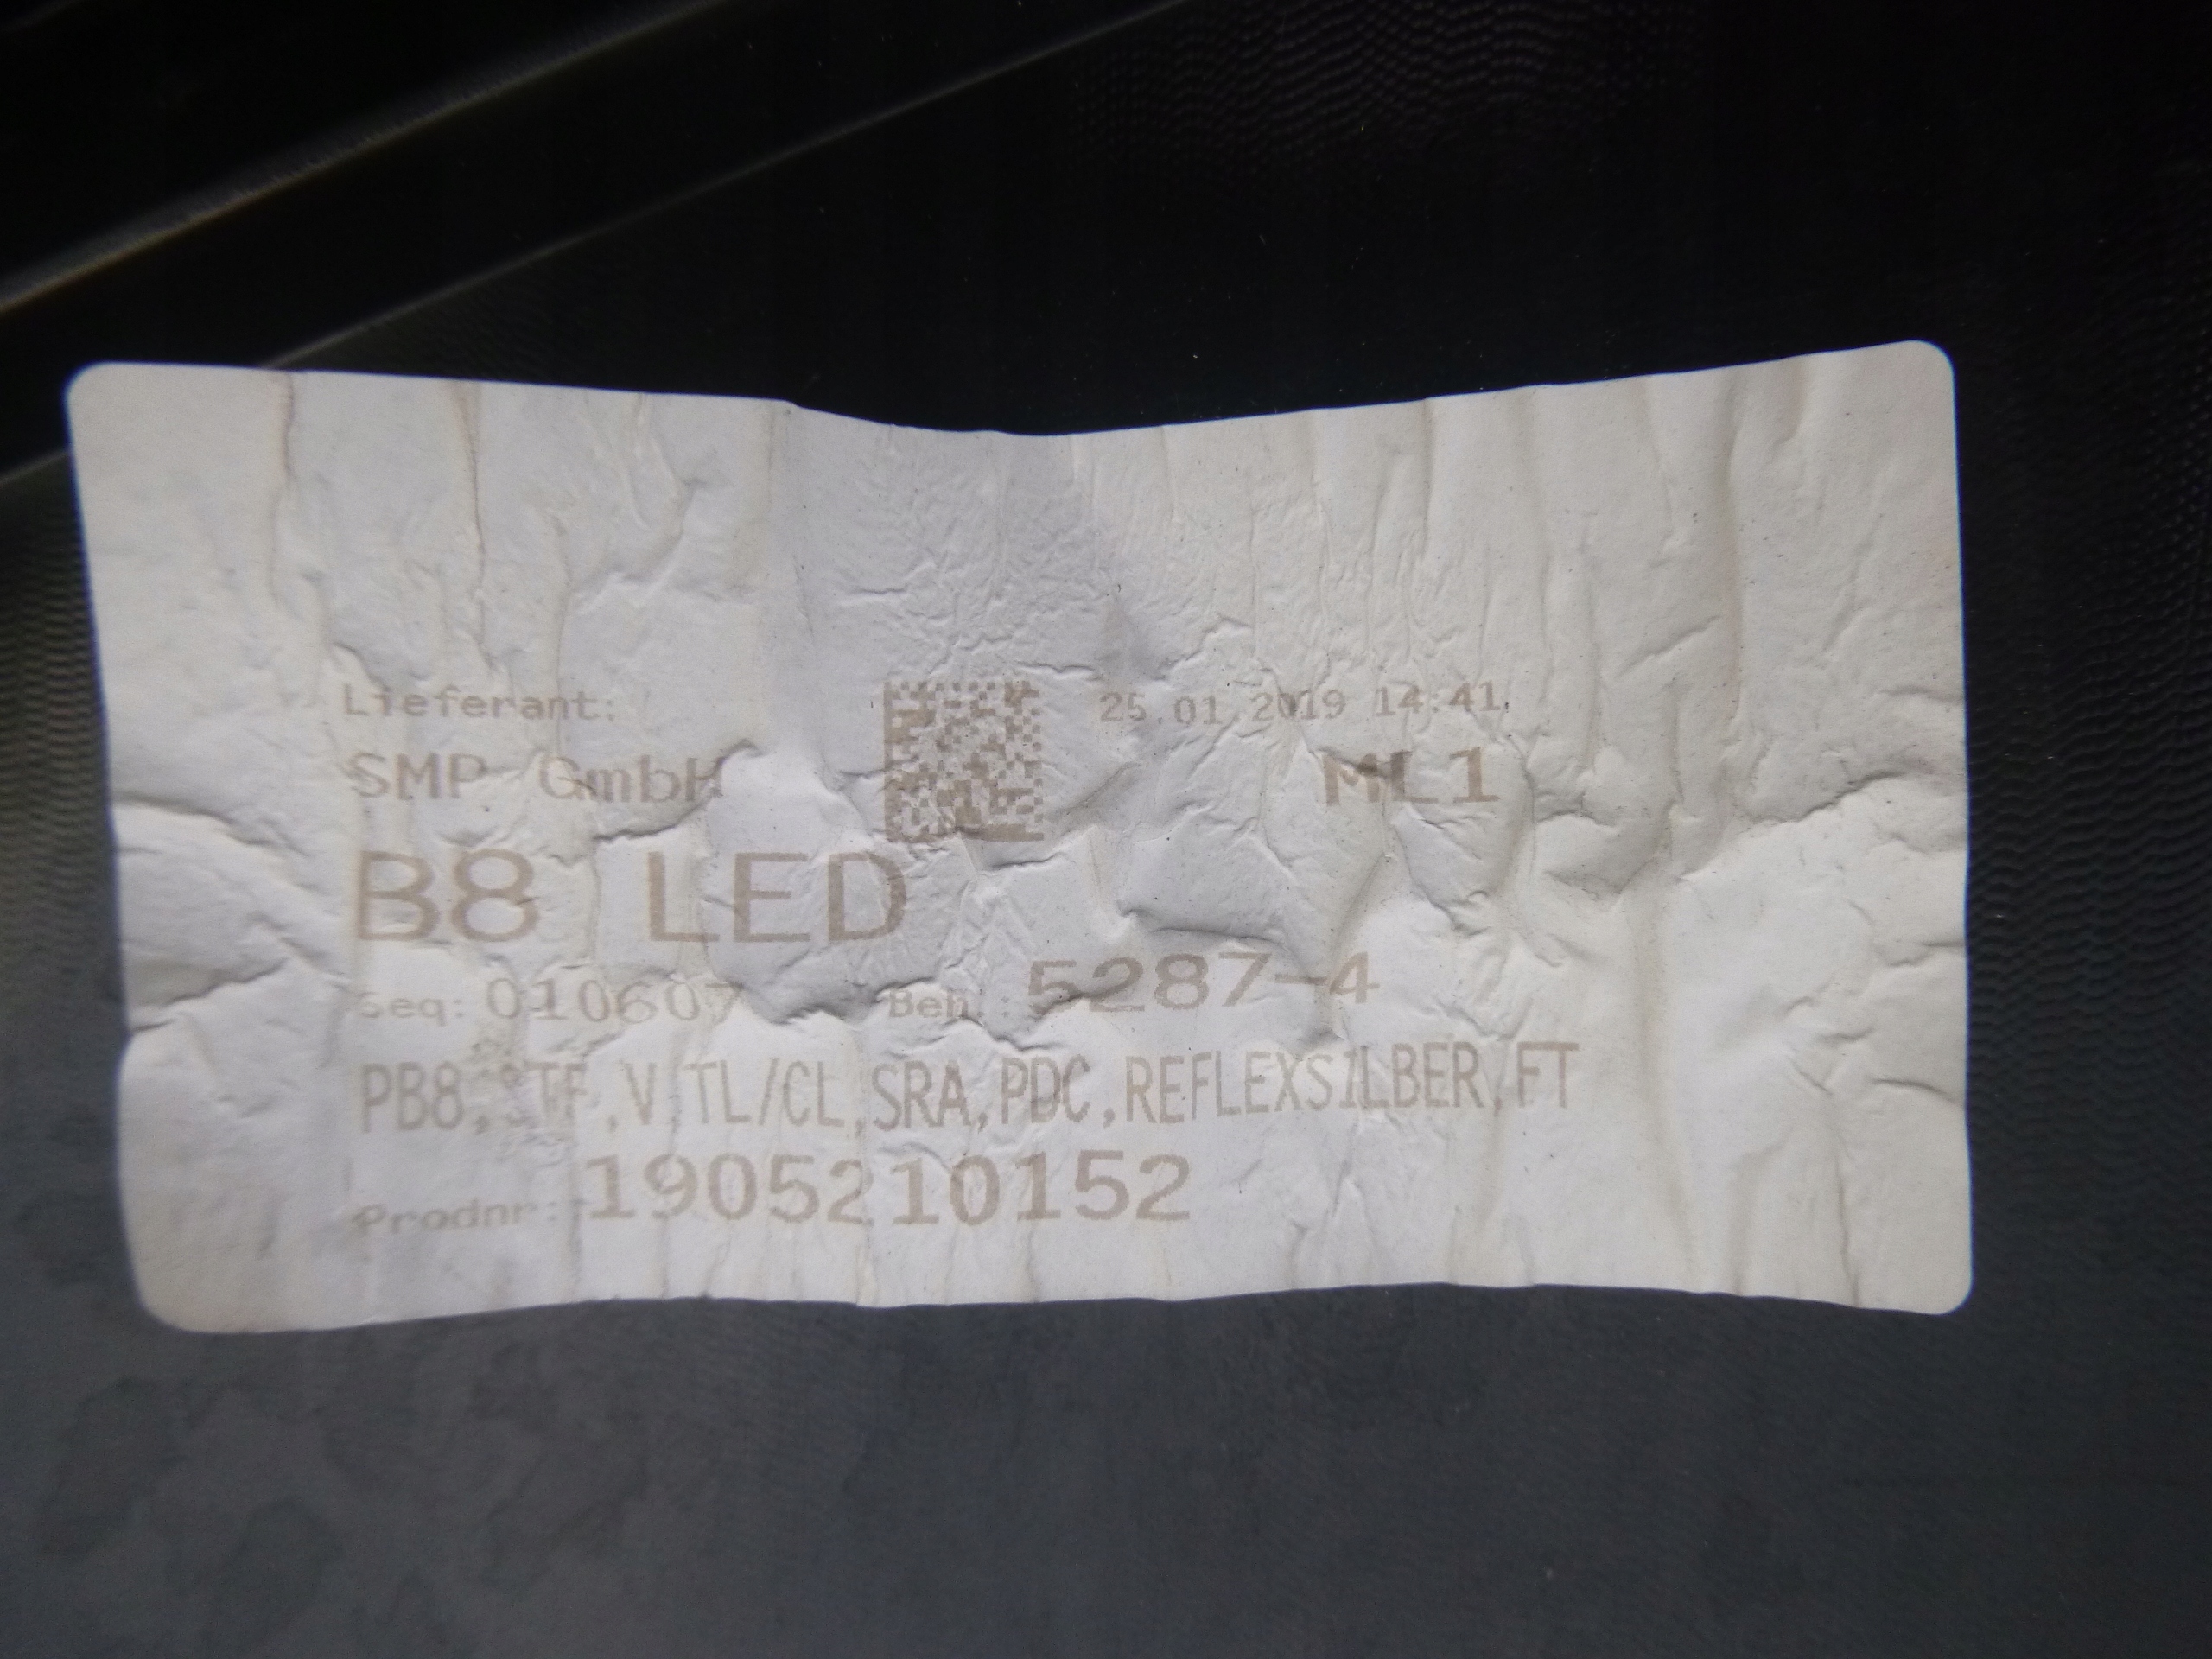 Lieferant:
25.01.2019 14:41
SMP GmbH
ML1
B8 LED
Seq: 010607 Beh.: 5287-4
PB8,STF,V,TL/CL,SRA,PDC,REFLEXSILBER,FT
Prodnr: 1905210152